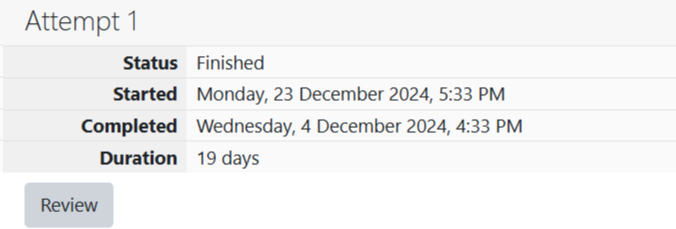 Attempt 1
Status Finished
Started Monday, 23 December 2024, 5:33 PM
Completed Wednesday, 4 December 2024, 4:33 PM
Duration 19 days
Review